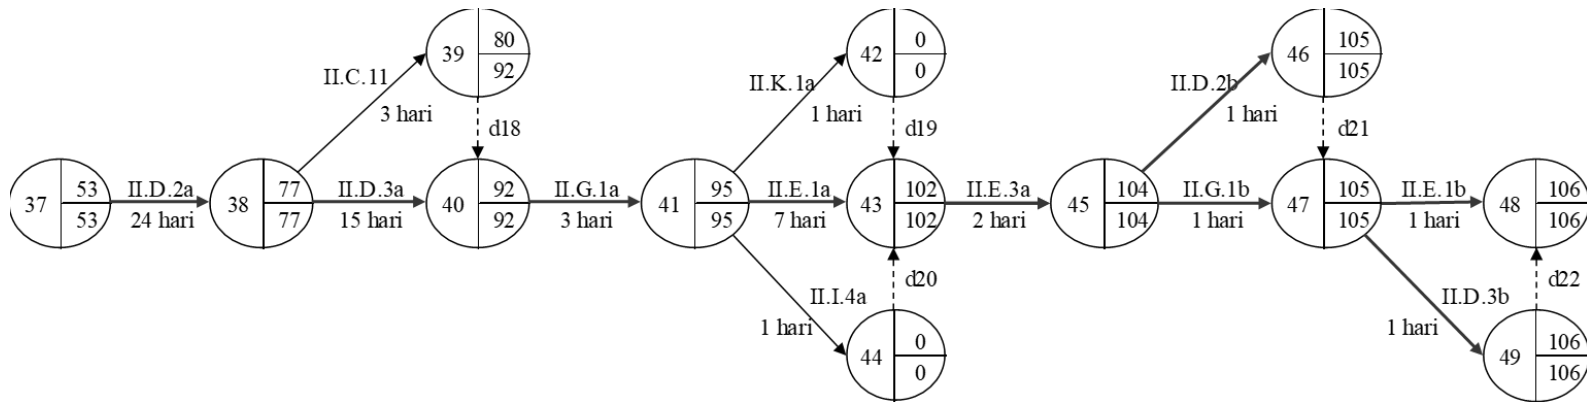 39
80
92
42
0
0
46
105
105
II.C.11
3 hari
d18
II.K.1a
1 hari
d19
II.D.2b
1 hari
d21
37
53
53
II.D.2a
24 hari
38
77
77
II.D.3a
15 hari
40
92
92
II.G.1a
3 hari
41
95
95
II.E.1a
7 hari
43
102
102
II.E.3a
2 hari
45
104
104
II.G.1b
1 hari
47
105
105
II.E.1b
1 hari
48
106
106
II.I.4a
1 hari
d20
II.D.3b
1 hari
d22
44
0
0
49
106
106